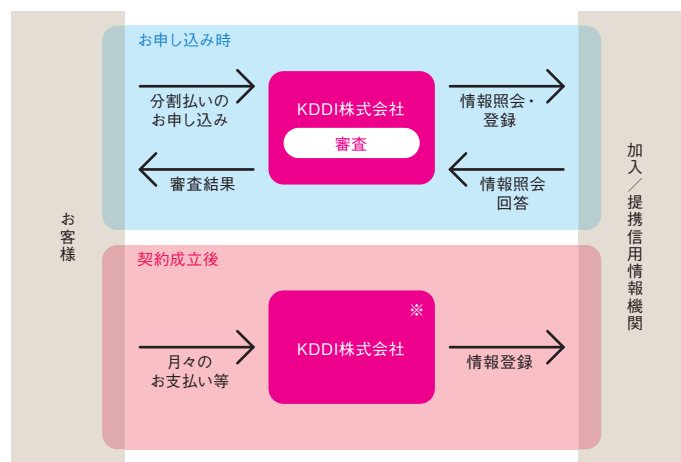 お申し込み時
分割払いの
お申し込み
KDDI株式会社
審査
情報照会・
登録
審査結果
情報照会
回答
お客様
加入／提携信用情報機関
契約成立後
月々の
お支払い等
※
KDDI株式会社
情報登録